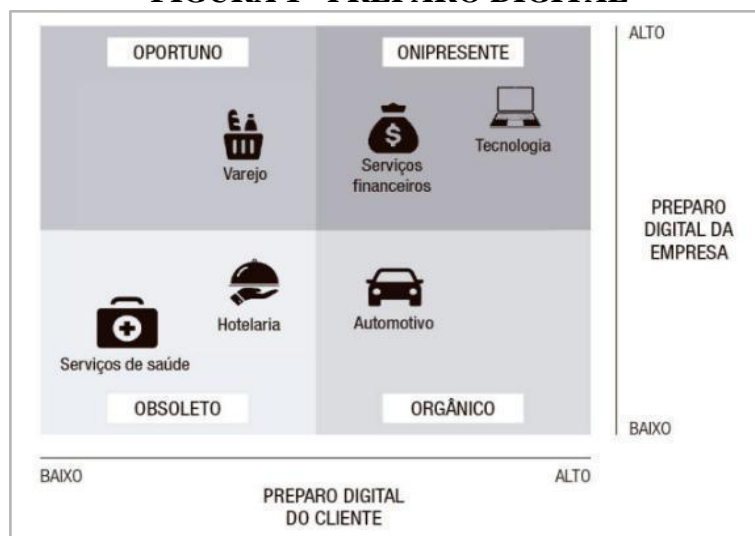 OPORTUNO
ONIPRESENTE
ALTO
$
Varejo
Serviços
financeiros
Tecnologia
PREPARO
DIGITAL DA
EMPRESA
Serviços de saúde
Hotelaria
Automotivo
OBSOLETO
ORGÂNICO
BAIXO
BAIXO
ALTO
PREPARO DIGITAL
DO CLIENTE